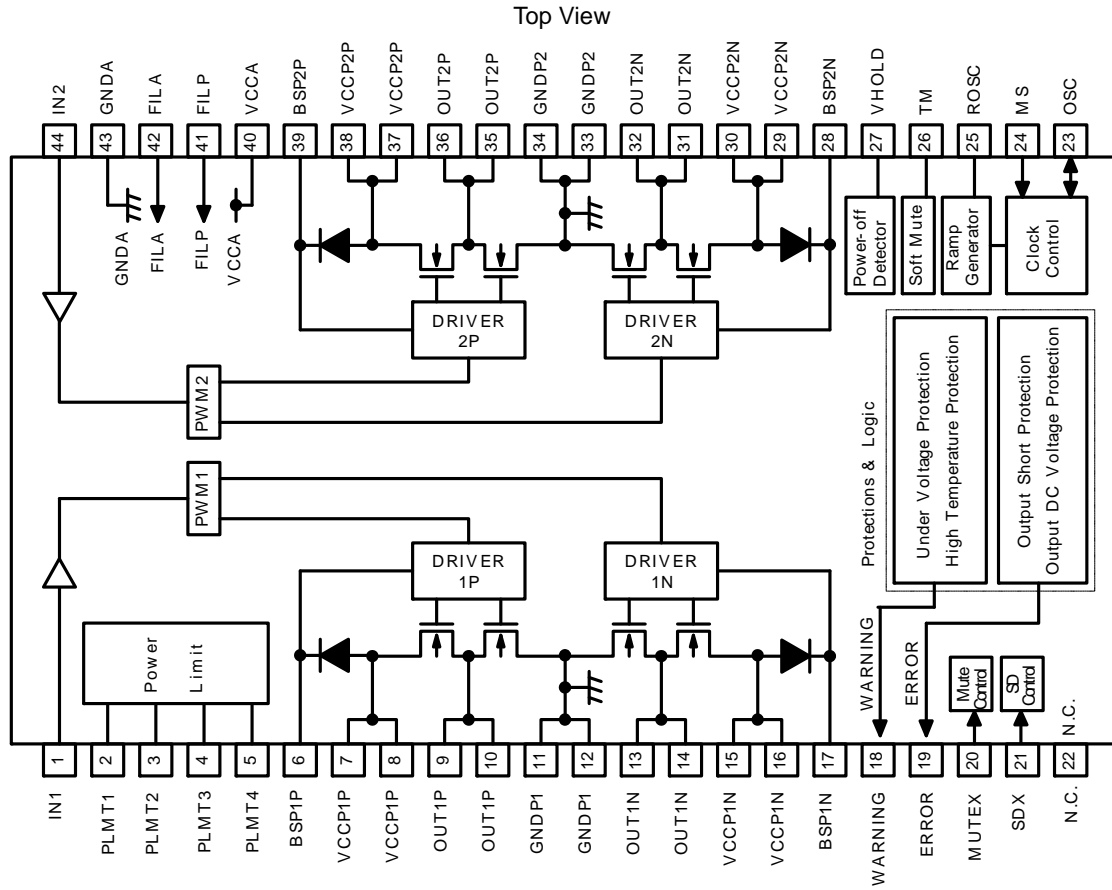 Top View
IN2
GNDA
FILA
FILP
VCCA
BSP2P
VCCP2P
VCCP2P
OUT2P
OUT2P
GNDP2
GNDP2
OUT2N
OUT2N
VCCP2N
VCCP2N
BSP2N
VHOLD
TM
ROSC
MS
OSC
44
43
42
41
40
39
38
37
36
35
34
33
32
31
30
29
28
27
26
25
24
23
GNDA
FILA
FILP
VCCA
Power-off
Detector
Soft Mute
Ramp
Generator
Clock
Control
DRIVER
2P
DRIVER
2N
PWM2
PWM1
DRIVER
1P
DRIVER
1N
Protections & Logic
Under Voltage Protection
High Temperature Protection
Output Short Protection
Output DC Voltage Protection
Power
Limit
WARNING
ERROR
Mute
Control
SD
Control
N.C.
1
2
3
4
5
6
7
8
9
10
11
12
13
14
15
16
17
18
19
20
21
22
IN1
PLMT1
PLMT2
PLMT3
PLMT4
BSP1P
VCCP1P
VCCP1P
OUT1P
OUT1P
GNDP1
GNDP1
OUT1N
OUT1N
VCCP1N
VCCP1N
BSP1N
WARNING
ERROR
MUTEX
SDX
N.C.